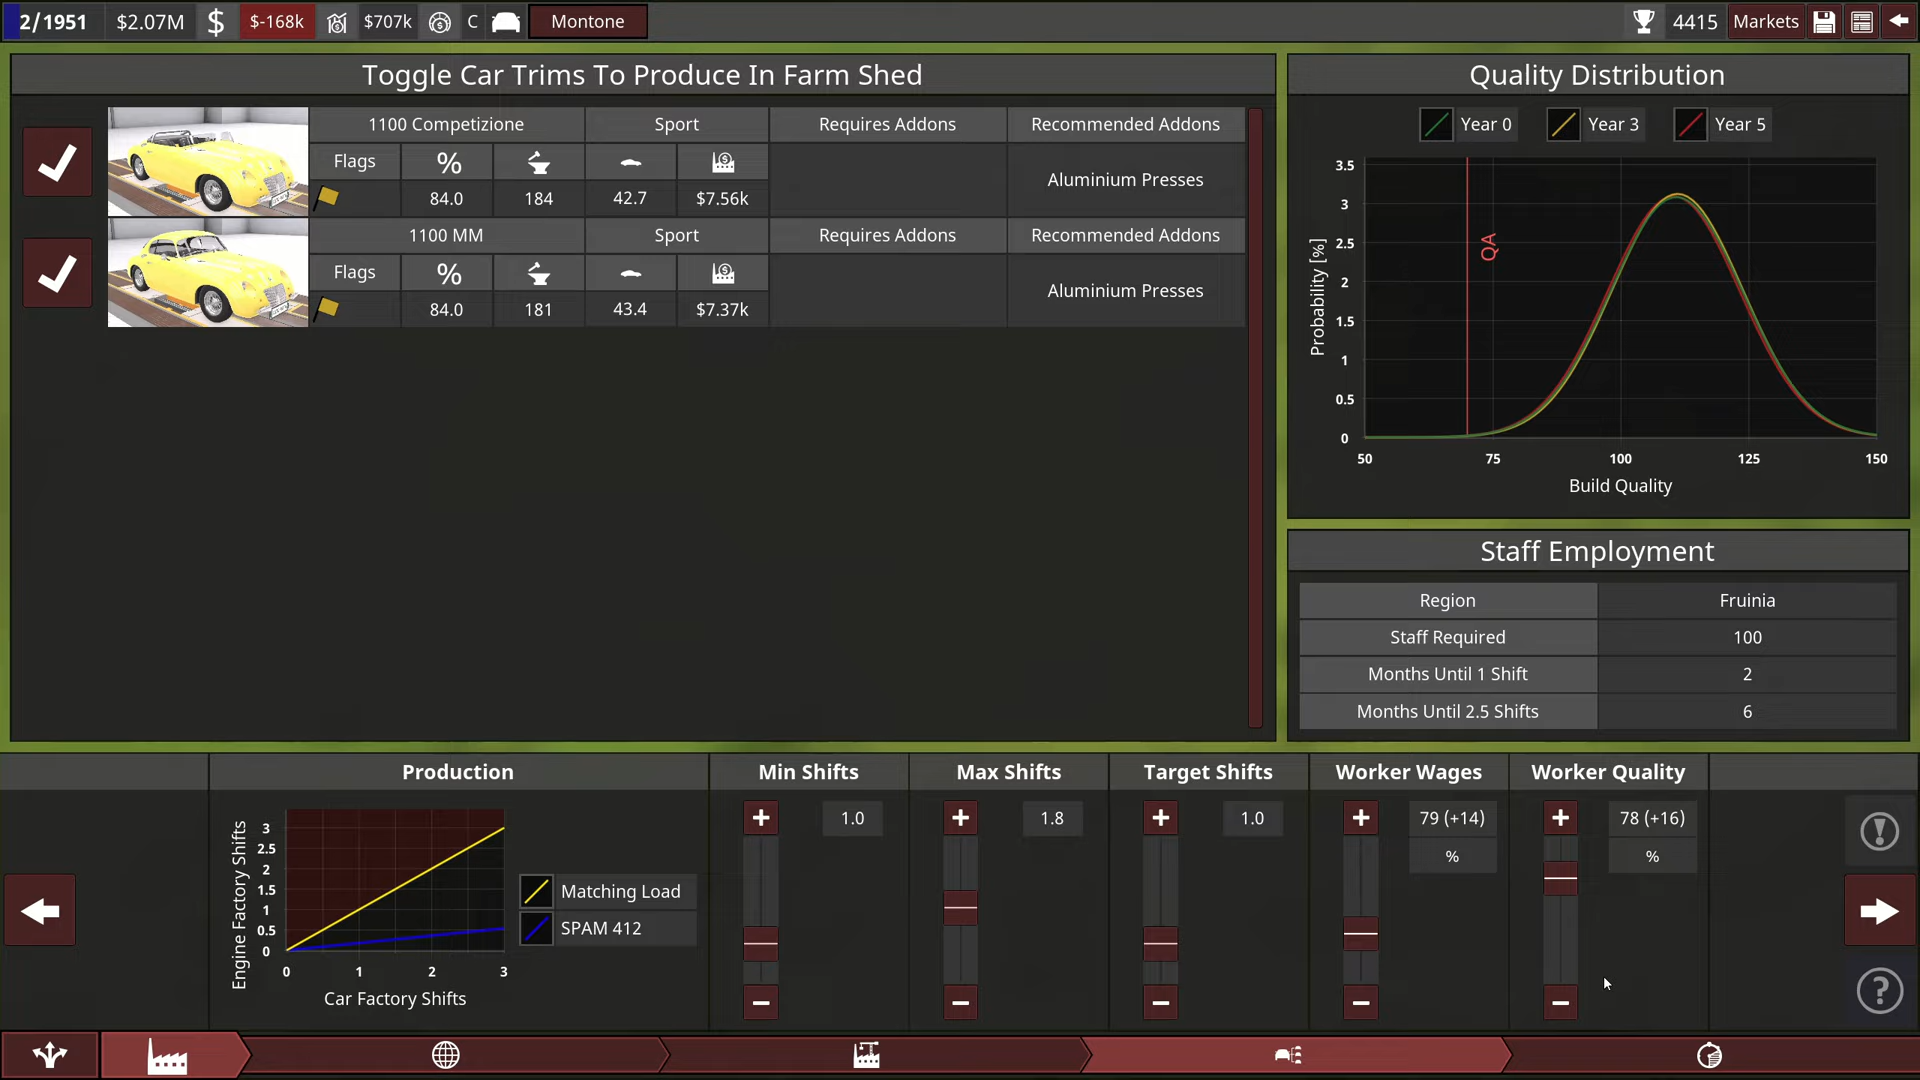 2/1951 $2.07M $-168k $707k C Montone 4415 Markets
Toggle Car Trims To Produce In Farm Shed
1100 Competizione Sport Requires Addons Recommended Addons
Flags %
84.0 184 42.7 $7.56k
Aluminium Presses
1100 MM Sport Requires Addons Recommended Addons
Flags %
84.0 181 43.4 $7.37k
Aluminium Presses
Quality Distribution
Year 0 Year 3 Year 5
3.5
3
2.5
2
1.5
1
0.5
0
Probability [%]
QA
50 75 100 125 150
Build Quality
Staff Employment
Region Fruinia
Staff Required 100
Months Until 1 Shift 2
Months Until 2.5 Shifts 6
Production
Engine Factory Shifts
3
2.5
2
1.5
1
0.5
0
0 1 2 3
Car Factory Shifts
Matching Load
SPAM 412
Min Shifts
1.0
Max Shifts
1.8
Target Shifts
1.0
Worker Wages
79 (+14)
%
Worker Quality
78 (+16)
%